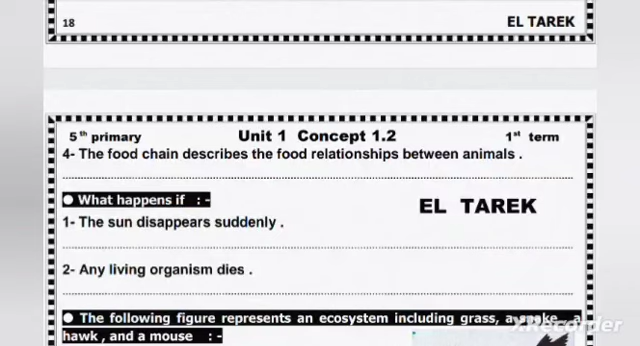 18 EL TAREK
5th primary Unit 1 Concept 1.2 1st term
4- The food chain describes the food relationships between animals .
● What happens if : -
EL TAREK
1- The sun disappears suddenly .
2- Any living organism dies .
● The following figure represents an ecosystem including grass, a snake , a
hawk , and a mouse : -
XRecorder